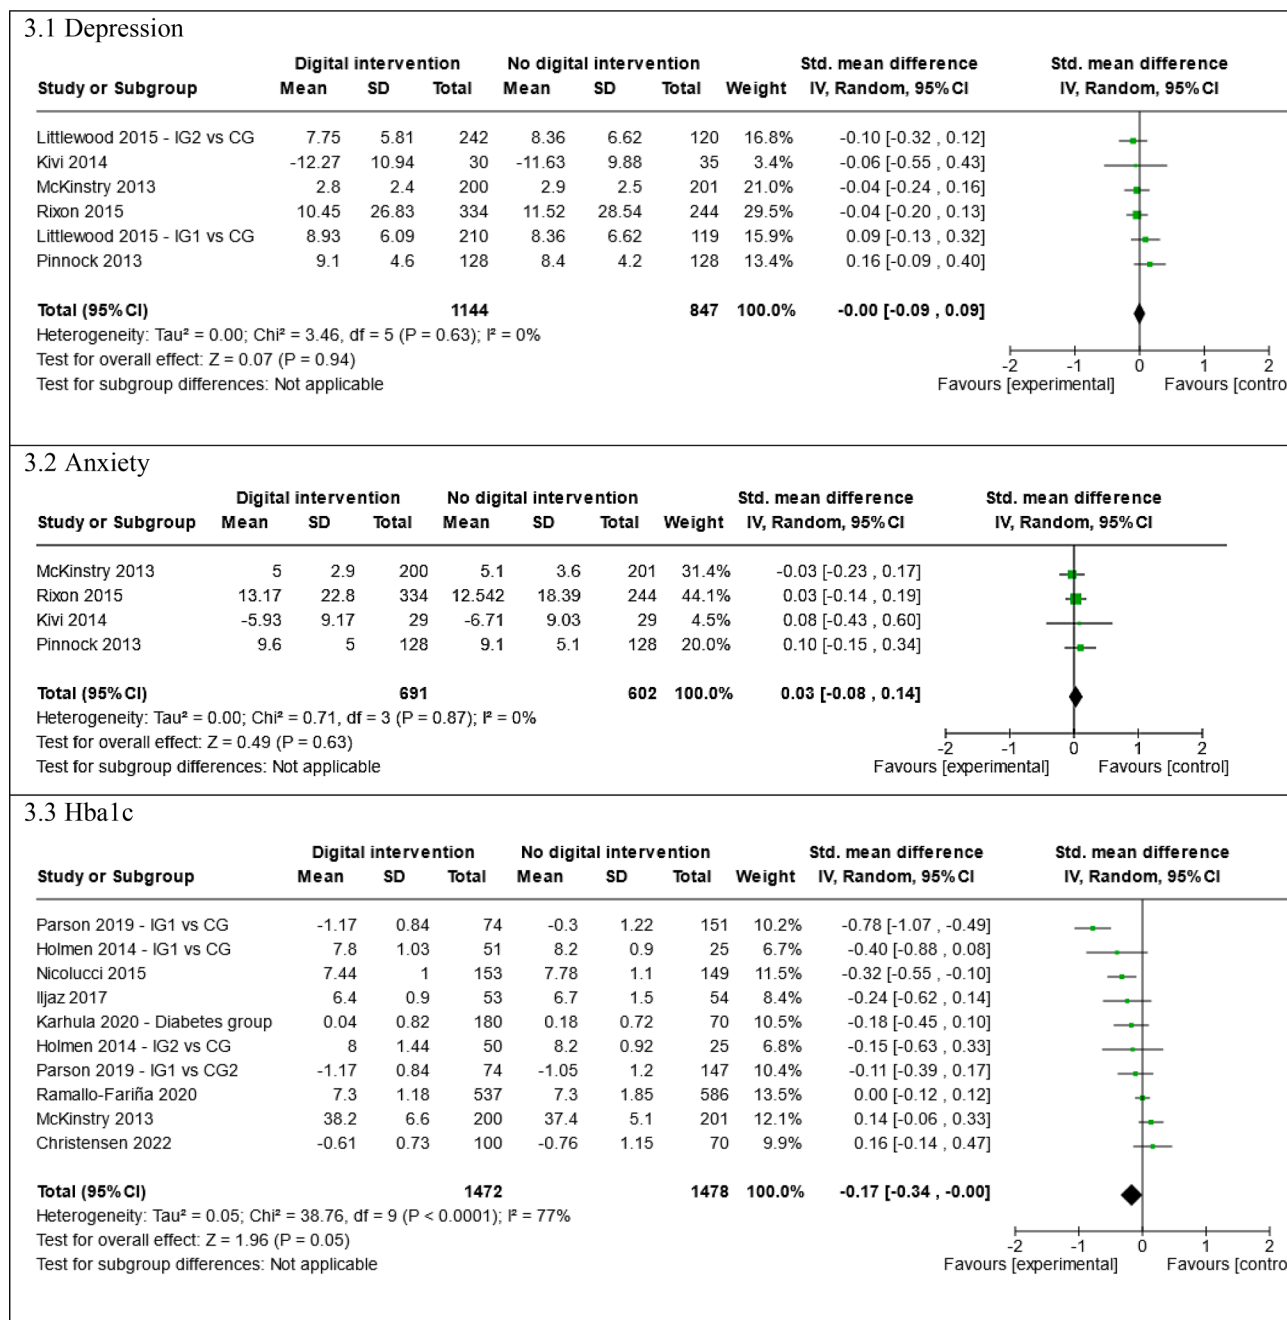 3.1 Depression
Digital intervention No digital intervention Std. mean difference Std. mean difference
Study or Subgroup Mean SD Total Mean SD Total Weight IV, Random, 95% CI IV, Random, 95% CI
Littlewood 2015 - IG2 vs CG 7.75 5.81 242 8.36 6.62 120 16.8% -0.10 [-0.32 , 0.12]
Kivi 2014 -12.27 10.94 30 -11.63 9.88 35 3.4% -0.06 [-0.55 , 0.43]
McKinstry 2013 2.8 2.4 200 2.9 2.5 201 21.0% -0.04 [-0.24 , 0.16]
Rixon 2015 10.45 26.83 334 11.52 28.54 244 29.5% -0.04 [-0.20 , 0.13]
Littlewood 2015 - IG1 vs CG 8.93 6.09 210 8.36 6.62 119 15.9% 0.09 [-0.13 , 0.32]
Pinnock 2013 9.1 4.6 128 8.4 4.2 128 13.4% 0.16 [-0.09 , 0.40]
Total (95% CI) 1144 847 100.0% -0.00 [-0.09 , 0.09]
Heterogeneity: Tau² = 0.00; Chi² = 3.46, df = 5 (P = 0.63); I² = 0%
Test for overall effect: Z = 0.07 (P = 0.94)
Test for subgroup differences: Not applicable
-2 -1 0 1 2
Favours [experimental] Favours [contro
3.2 Anxiety
Digital intervention No digital intervention Std. mean difference Std. mean difference
Study or Subgroup Mean SD Total Mean SD Total Weight IV, Random, 95% CI IV, Random, 95% CI
McKinstry 2013 5 2.9 200 5.1 3.6 201 31.4% -0.03 [-0.23 , 0.17]
Rixon 2015 13.17 22.8 334 12.542 18.39 244 44.1% 0.03 [-0.14 , 0.19]
Kivi 2014 -5.93 9.17 29 -6.71 9.03 29 4.5% 0.08 [-0.43 , 0.60]
Pinnock 2013 9.6 5 128 9.1 5.1 128 20.0% 0.10 [-0.15 , 0.34]
Total (95% CI) 691 602 100.0% 0.03 [-0.08 , 0.14]
Heterogeneity: Tau² = 0.00; Chi² = 0.71, df = 3 (P = 0.87); I² = 0%
Test for overall effect: Z = 0.49 (P = 0.63)
Test for subgroup differences: Not applicable
-2 -1 0 1 2
Favours [experimental] Favours [control]
3.3 Hba1c
Digital intervention No digital intervention Std. mean difference Std. mean difference
Study or Subgroup Mean SD Total Mean SD Total Weight IV, Random, 95% CI IV, Random, 95% CI
Parson 2019 - IG1 vs CG -1.17 0.84 74 -0.3 1.22 151 10.2% -0.78 [-1.07 , -0.49]
Holmen 2014 - IG1 vs CG 7.8 1.03 51 8.2 0.9 25 6.7% -0.40 [-0.88 , 0.08]
Nicolucci 2015 7.44 1 153 7.78 1.1 149 11.5% -0.32 [-0.55 , -0.10]
Iljaz 2017 6.4 0.9 53 6.7 1.5 54 8.4% -0.24 [-0.62 , 0.14]
Karhula 2020 - Diabetes group 0.04 0.82 180 0.18 0.72 70 10.5% -0.18 [-0.45 , 0.10]
Holmen 2014 - IG2 vs CG 8 1.44 50 8.2 0.92 25 6.8% -0.15 [-0.63 , 0.33]
Parson 2019 - IG1 vs CG2 -1.17 0.84 74 -1.05 1.2 147 11.1% -0.11 [-0.39 , 0.17]
Ramallo-Fariña 2020 7.3 1.18 537 7.3 1.85 586 13.5% 0.00 [-0.12 , 0.12]
McKinstry 2013 38.2 6.6 200 37.4 5.1 201 12.1% 0.14 [-0.06 , 0.33]
Christensen 2022 -0.61 0.73 100 -0.76 1.15 70 9.9% 0.16 [-0.14 , 0.47]
Total (95% CI) 1472 1478 100.0% -0.17 [-0.34 , -0.00]
Heterogeneity: Tau² = 0.05; Chi² = 38.76, df = 9 (P < 0.0001); I² = 77%
Test for overall effect: Z = 1.96 (P = 0.05)
Test for subgroup differences: Not applicable
-2 -1 0 1 2
Favours [experimental] Favours [contro